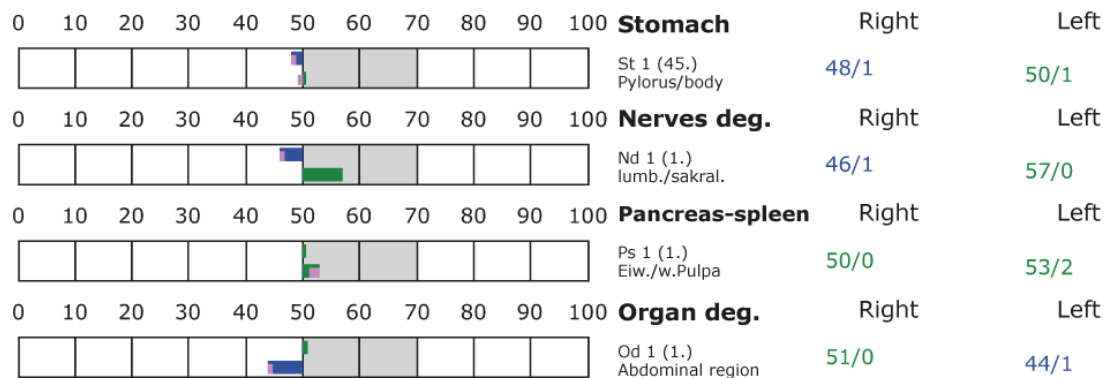 0 10 20 30 40 50 60 70 80 90 100 Stomach Right Left
St 1 (45.) 48/1 50/1
Pylorus/body
0 10 20 30 40 50 60 70 80 90 100 Nerves deg. Right Left
Nd 1 (1.) 46/1 57/0
lumb./sakral.
0 10 20 30 40 50 60 70 80 90 100 Pancreas-spleen Right Left
Ps 1 (1.) 50/0 53/2
Eiw./w.Pulpa
0 10 20 30 40 50 60 70 80 90 100 Organ deg. Right Left
Od 1 (1.) 51/0 44/1
Abdominal region